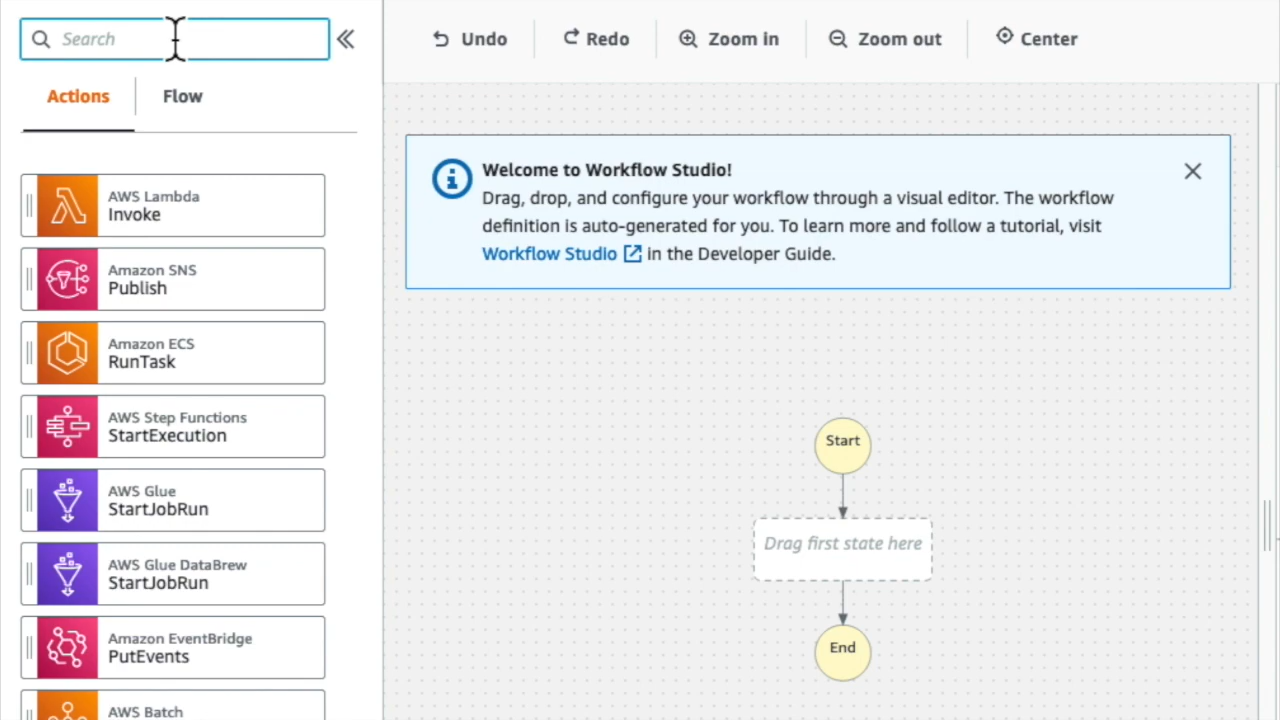 Search
Actions
Flow
AWS Lambda
Invoke
Amazon SNS
Publish
Amazon ECS
RunTask
AWS Step Functions
StartExecution
AWS Glue
StartJobRun
AWS Glue DataBrew
StartJobRun
Amazon EventBridge
PutEvents
AWS Batch
Undo
Redo
Zoom in
Zoom out
Center
Welcome to Workflow Studio!
Drag, drop, and configure your workflow through a visual editor. The workflow
definition is auto-generated for you. To learn more and follow a tutorial, visit
Workflow Studio in the Developer Guide.
Start
Drag first state here
End